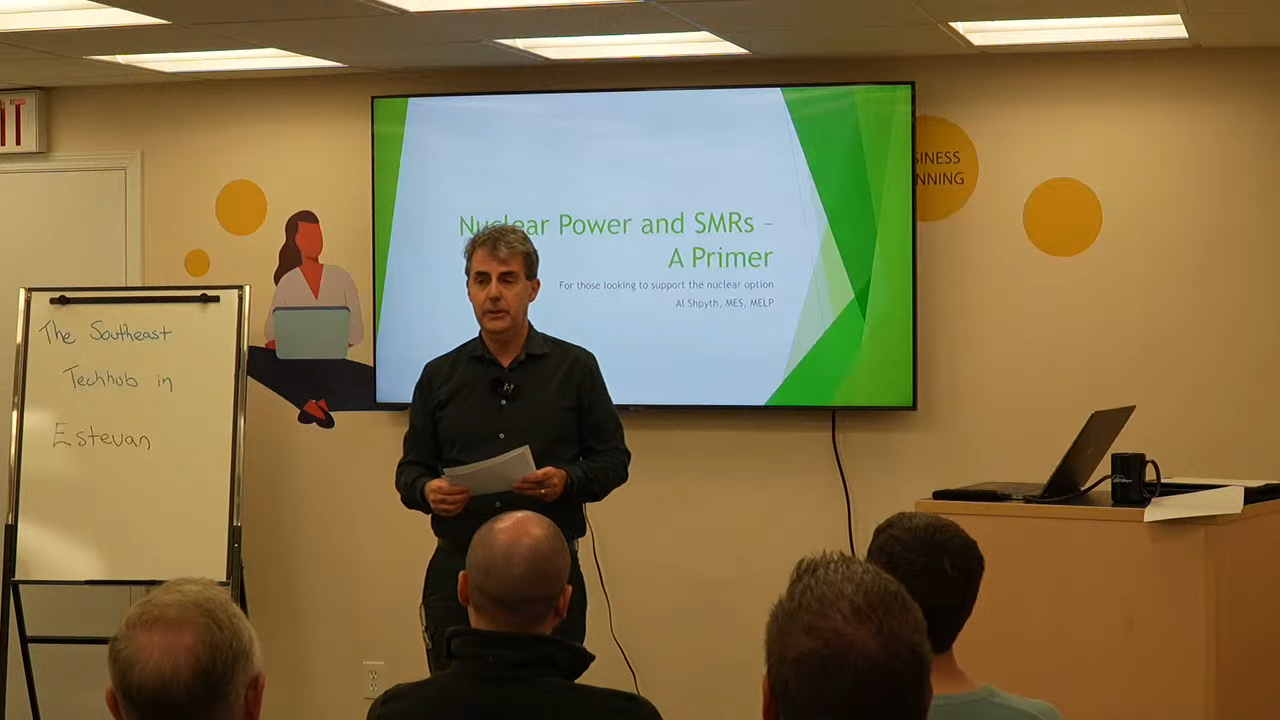 IT
The Southeast
Techhub in
Estevan
Nuclear Power and SMRs –
A Primer
For those looking to support the nuclear option
Al Shpyth, MES, MELP
SINESS
NNING